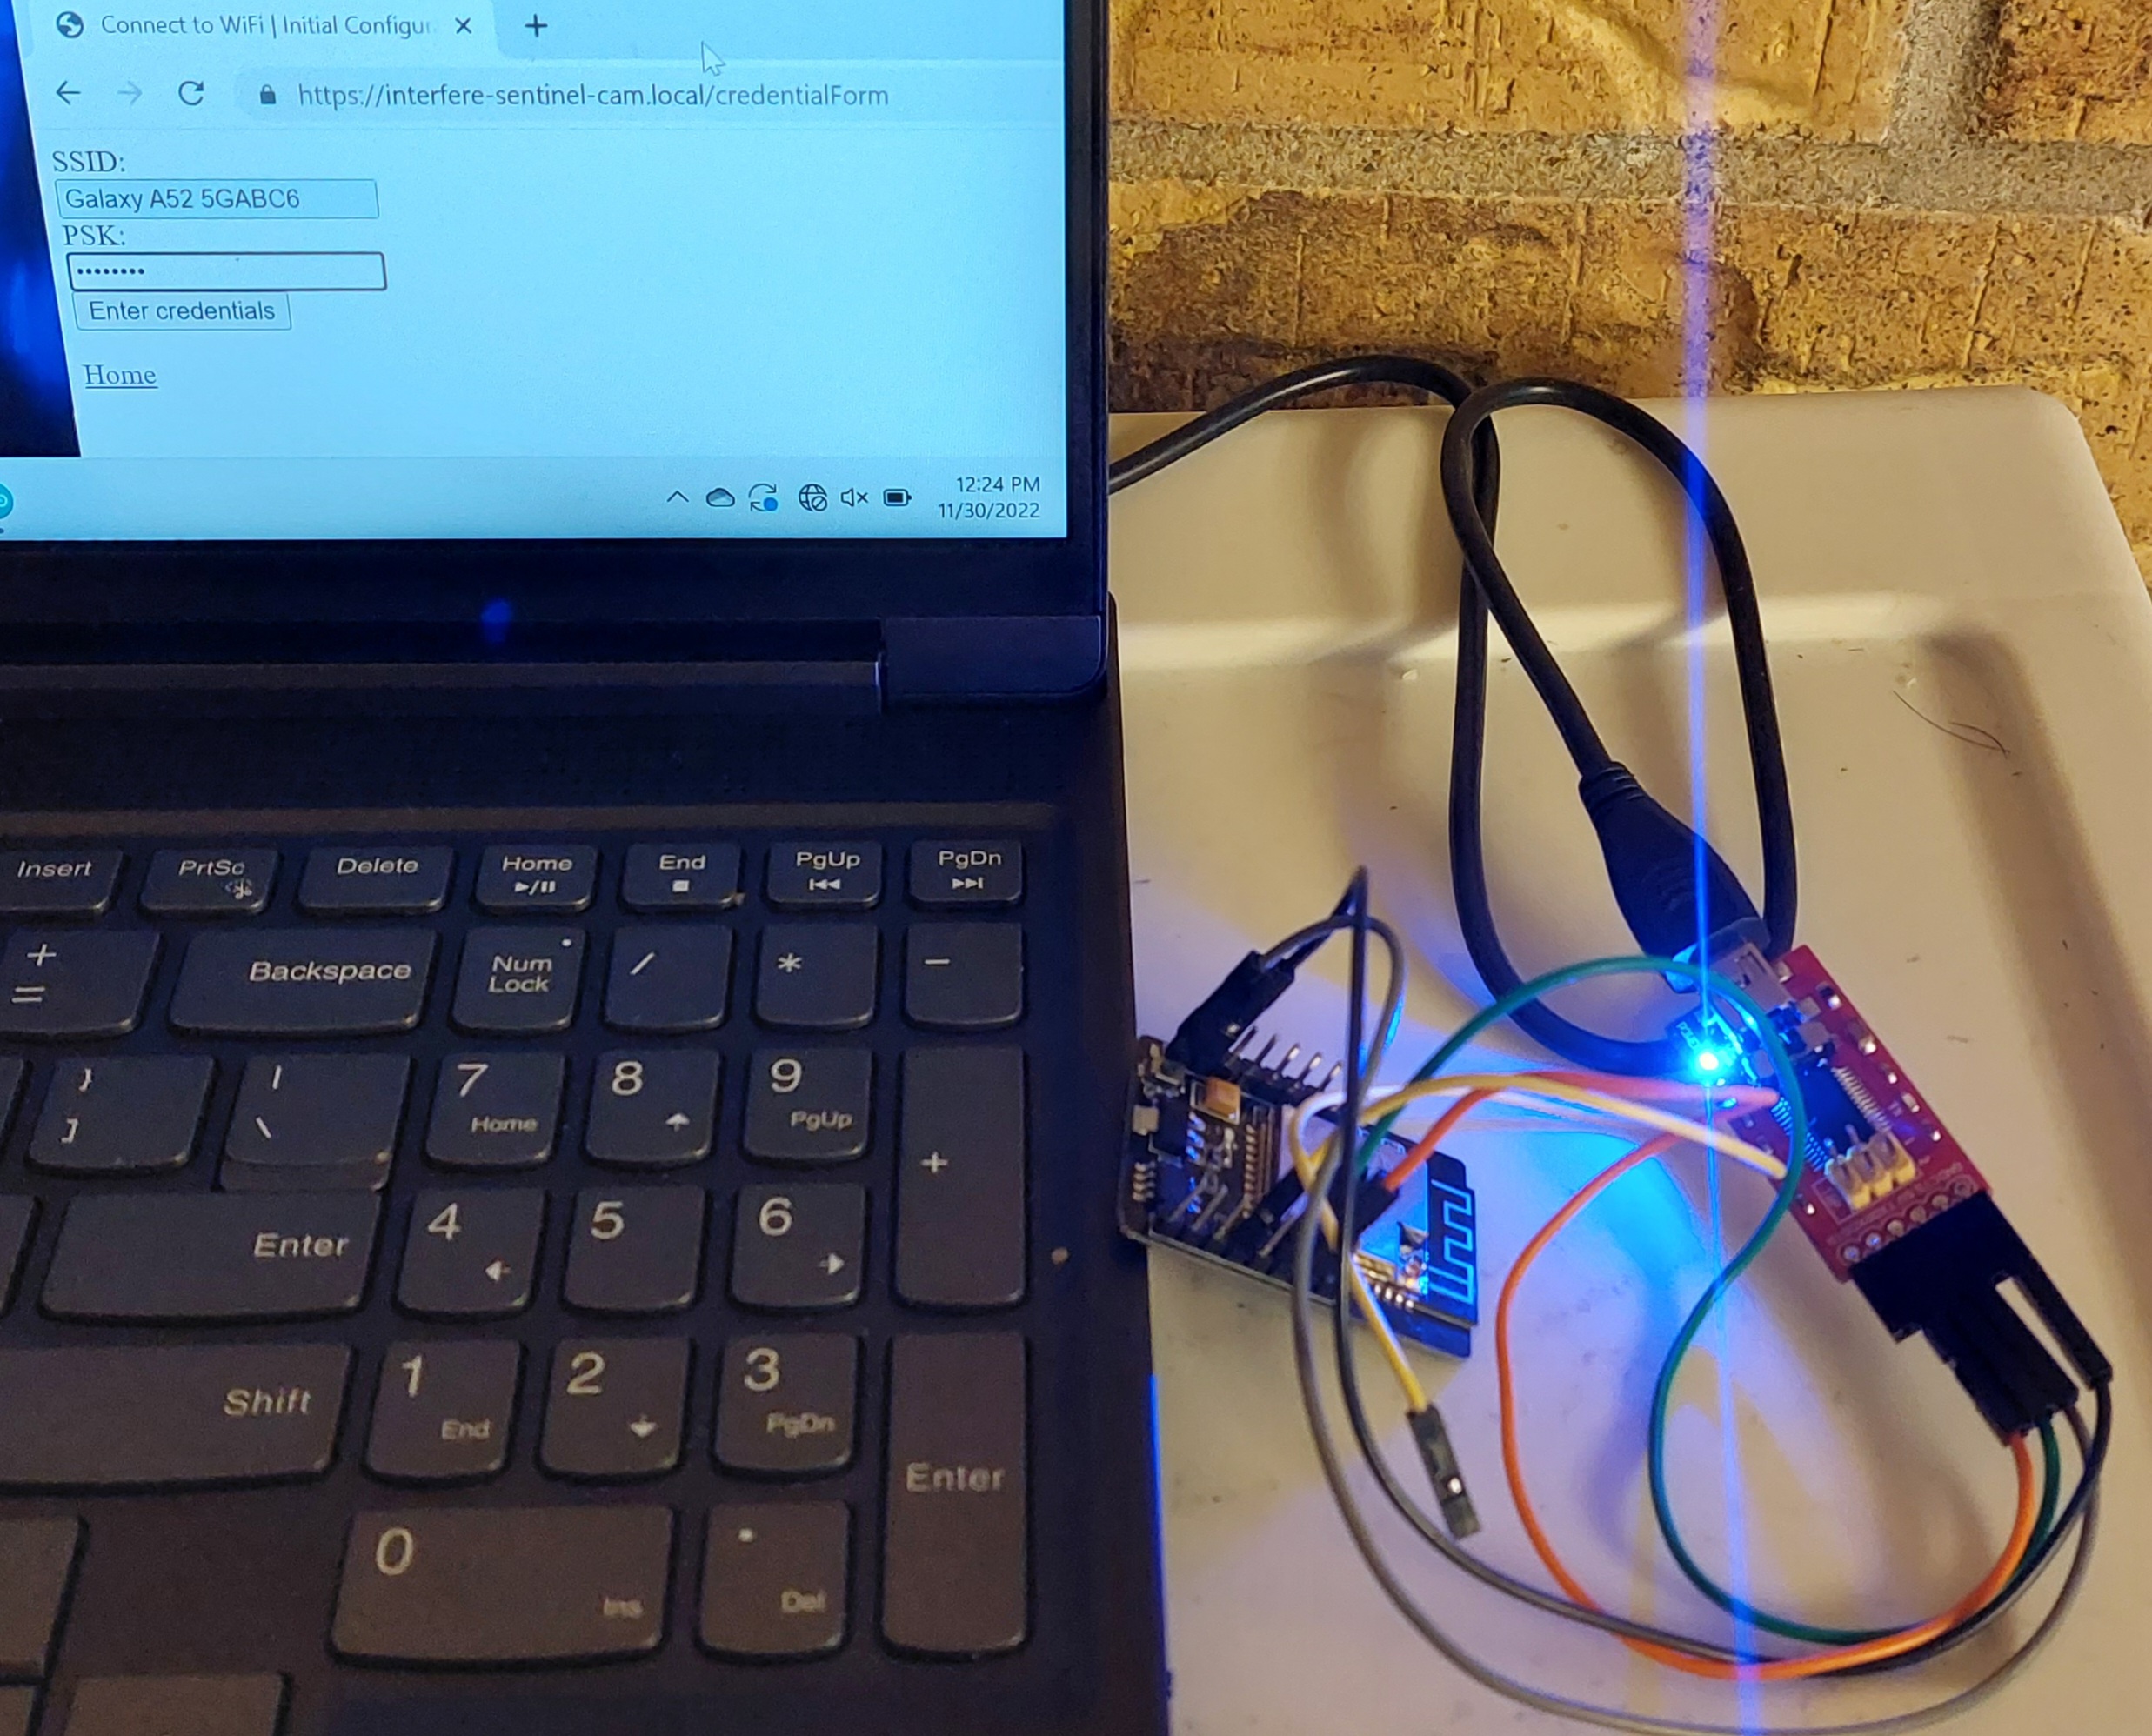 Connect to WiFi | Initial Configur
https://interfere-sentinel-cam.local/credentialForm
SSID:
Galaxy A52 5GABC6
PSK:
••••••••
Enter credentials
Home
12:24 PM
11/30/2022
Insert
PrtSc
Delete
Home
End
PgUp
PgDn
+
=
Backspace
Num
Lock
/
*
-
}
]
|
\
7
Home
8
9
PgUp
+
Enter
4
5
6
Shift
1
End
2
3
PgDn
Enter
0
Ins
.
Del